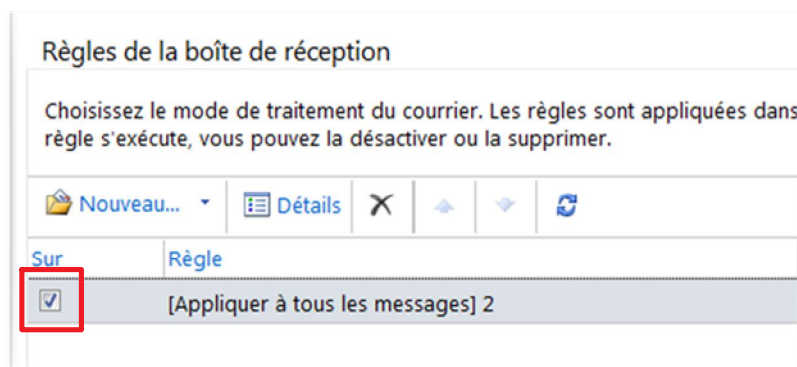 Règles de la boîte de réception
Choisissez le mode de traitement du courrier. Les règles sont appliquées dans
règle s'exécute, vous pouvez la désactiver ou la supprimer.
Nouveau... Détails
Sur Règle
[Appliquer à tous les messages] 2